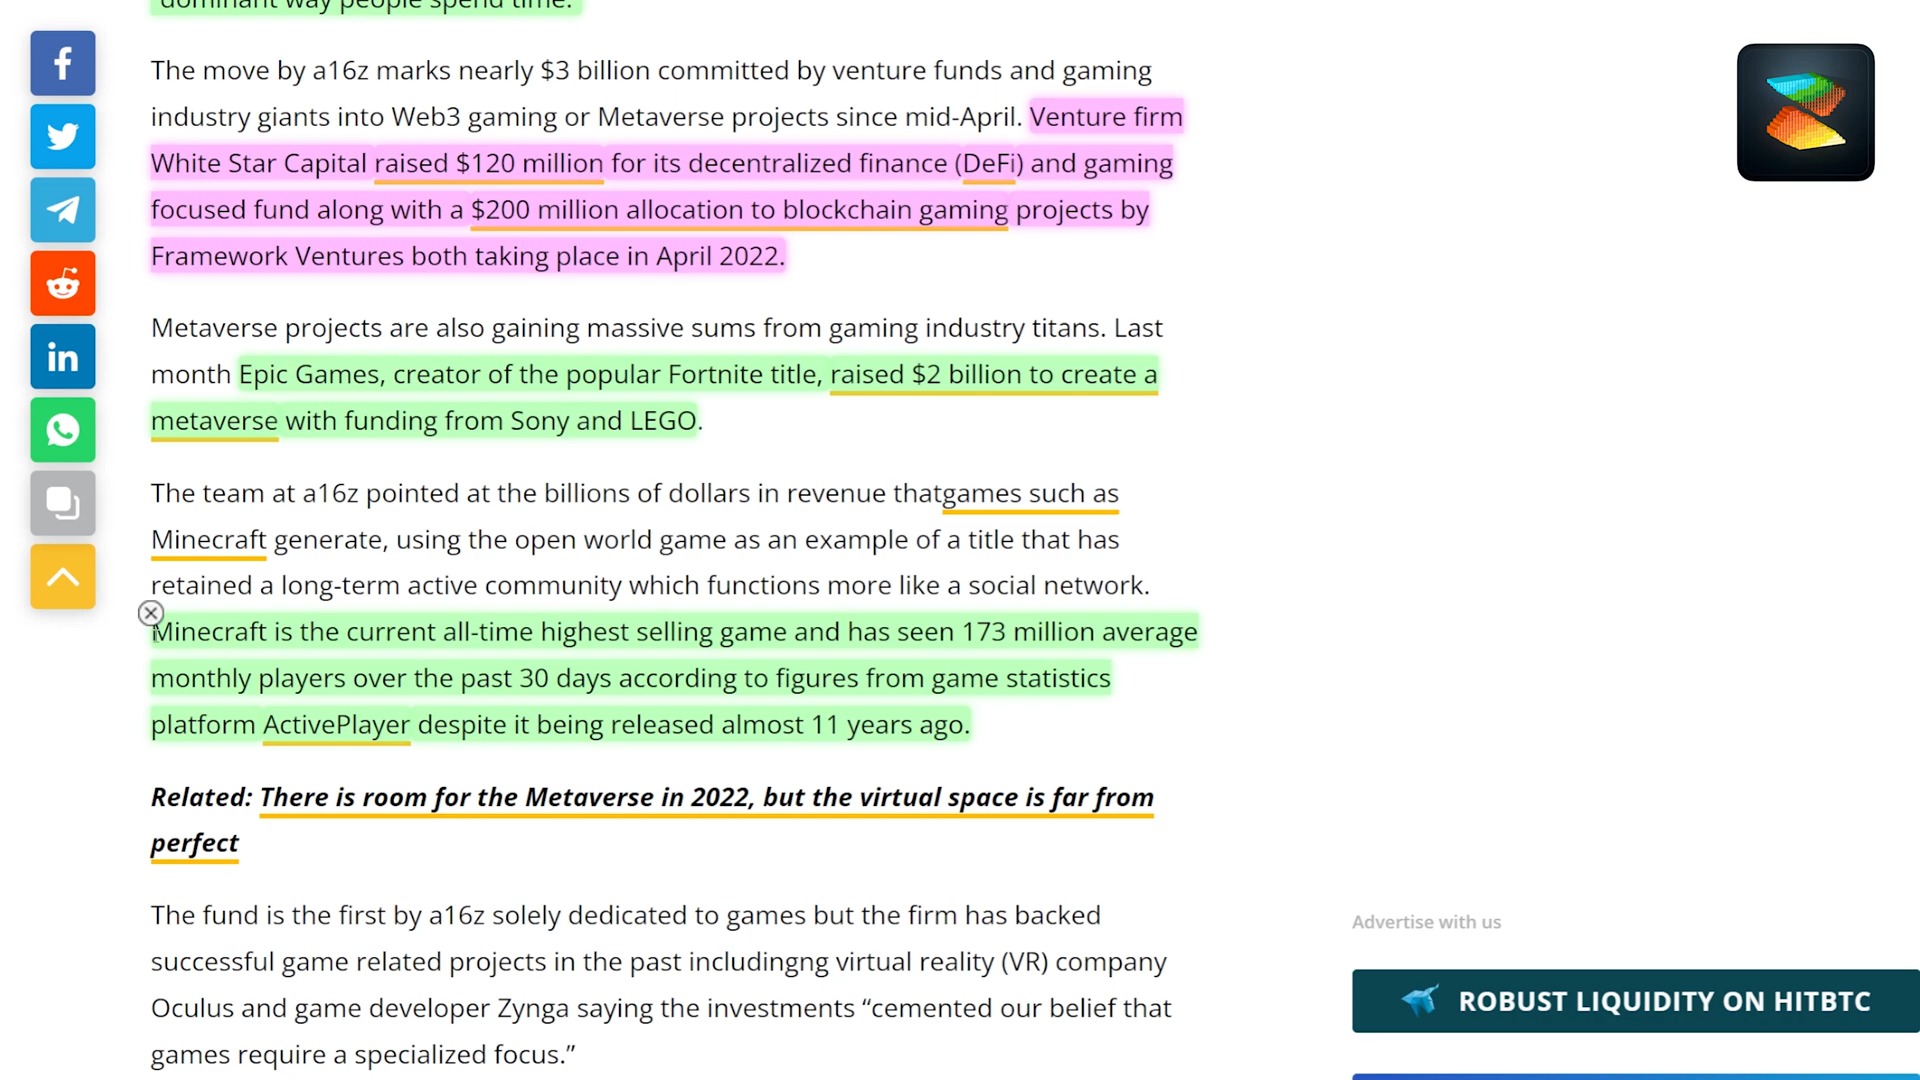 dominant way people spend time.
The move by a16z marks nearly $3 billion committed by venture funds and gaming
industry giants into Web3 gaming or Metaverse projects since mid-April. Venture firm
White Star Capital raised $120 million for its decentralized finance (DeFi) and gaming
focused fund along with a $200 million allocation to blockchain gaming projects by
Framework Ventures both taking place in April 2022.
Metaverse projects are also gaining massive sums from gaming industry titans. Last
month Epic Games, creator of the popular Fortnite title, raised $2 billion to create a
metaverse with funding from Sony and LEGO.
The team at a16z pointed at the billions of dollars in revenue thatgames such as
Minecraft generate, using the open world game as an example of a title that has
retained a long-term active community which functions more like a social network.
Minecraft is the current all-time highest selling game and has seen 173 million average
monthly players over the past 30 days according to figures from game statistics
platform ActivePlayer despite it being released almost 11 years ago.
Related: There is room for the Metaverse in 2022, but the virtual space is far from
perfect
The fund is the first by a16z solely dedicated to games but the firm has backed
successful game related projects in the past includingng virtual reality (VR) company
Oculus and game developer Zynga saying the investments “cemented our belief that
games require a specialized focus.”
Advertise with us
ROBUST LIQUIDITY ON HITBTC